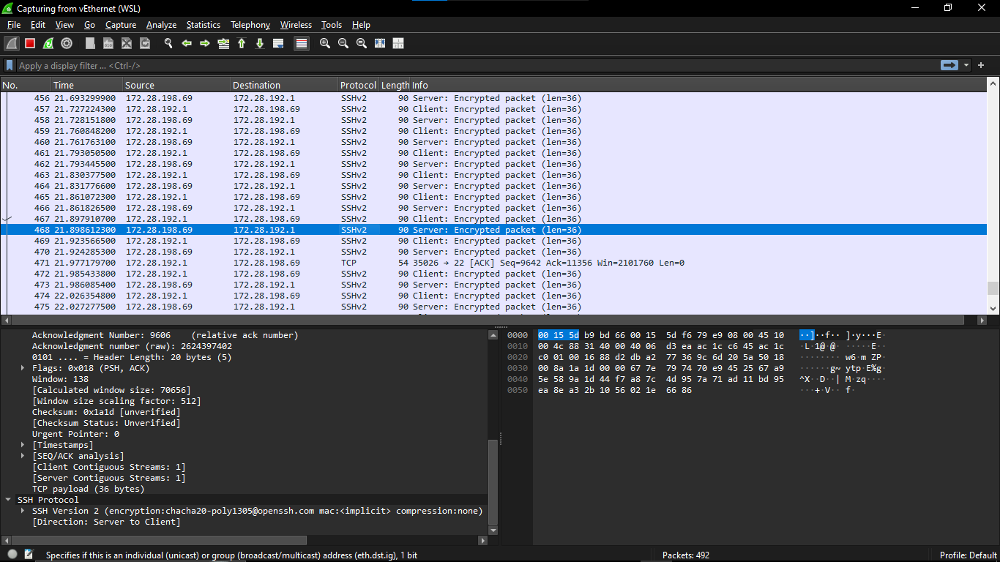 Capturing from vEthernet (WSL)
File Edit View Go Capture Analyze Statistics Telephony Wireless Tools Help
Apply a display filter ... <Ctrl-/>
No. Time Source Destination Protocol Length Info
456 21.693299900 172.28.198.69 172.28.192.1 SSHv2 90 Server: Encrypted packet (len=36)
457 21.727224300 172.28.192.1 172.28.198.69 SSHv2 90 Client: Encrypted packet (len=36)
458 21.728151800 172.28.198.69 172.28.192.1 SSHv2 90 Server: Encrypted packet (len=36)
459 21.760848200 172.28.192.1 172.28.198.69 SSHv2 90 Client: Encrypted packet (len=36)
460 21.761763100 172.28.198.69 172.28.192.1 SSHv2 90 Server: Encrypted packet (len=36)
461 21.793050500 172.28.192.1 172.28.198.69 SSHv2 90 Client: Encrypted packet (len=36)
462 21.793445500 172.28.198.69 172.28.192.1 SSHv2 90 Server: Encrypted packet (len=36)
463 21.830377500 172.28.192.1 172.28.198.69 SSHv2 90 Client: Encrypted packet (len=36)
464 21.831776600 172.28.198.69 172.28.192.1 SSHv2 90 Server: Encrypted packet (len=36)
465 21.861072300 172.28.192.1 172.28.198.69 SSHv2 90 Client: Encrypted packet (len=36)
466 21.861826500 172.28.198.69 172.28.192.1 SSHv2 90 Server: Encrypted packet (len=36)
467 21.897910700 172.28.192.1 172.28.198.69 SSHv2 90 Client: Encrypted packet (len=36)
468 21.898612300 172.28.198.69 172.28.192.1 SSHv2 90 Server: Encrypted packet (len=36)
469 21.923566500 172.28.192.1 172.28.198.69 SSHv2 90 Client: Encrypted packet (len=36)
470 21.924285300 172.28.198.69 172.28.192.1 SSHv2 90 Server: Encrypted packet (len=36)
471 21.977179700 172.28.192.1 172.28.198.69 TCP 54 35026 → 22 [ACK] Seq=9642 Ack=11356 Win=2101760 Len=0
472 21.985433800 172.28.192.1 172.28.198.69 SSHv2 90 Client: Encrypted packet (len=36)
473 21.986085400 172.28.198.69 172.28.192.1 SSHv2 90 Server: Encrypted packet (len=36)
474 22.026354800 172.28.192.1 172.28.198.69 SSHv2 90 Client: Encrypted packet (len=36)
475 22.027277500 172.28.198.69 172.28.192.1 SSHv2 90 Server: Encrypted packet (len=36)
Acknowledgment Number: 9606 (relative ack number)
Acknowledgment number (raw): 2624397402
0101 .... = Header Length: 20 bytes (5)
Flags: 0x018 (PSH, ACK)
Window: 138
[Calculated window size: 70656]
[Window size scaling factor: 512]
Checksum: 0x1a1d [unverified]
[Checksum Status: Unverified]
Urgent Pointer: 0
[Timestamps]
[SEQ/ACK analysis]
[Client Contiguous Streams: 1]
[Server Contiguous Streams: 1]
TCP payload (36 bytes)
SSH Protocol
SSH Version 2 (encryption:chacha20-poly1305@openssh.com mac:<implicit> compression:none)
[Direction: Server to Client]
0000 00 15 5d b9 bd 66 00 15 5d f6 79 e9 08 00 45 10 ··]··f·· ]·y···E·
0010 00 4c 88 31 40 00 40 06 d3 ea ac 1c c6 45 ac 1c ·L·1@·@· ·····E··
0020 c0 01 00 16 88 d2 db a2 77 36 9c 6d 20 5a 50 18 ········ w6·m ZP·
0030 00 8a 1a 1d 00 00 67 7e 79 74 70 e9 45 25 67 a9 ······g~ ytp·E%g·
0040 5e 58 9a 1d 44 f7 a8 7c 4d 95 7a 71 ad 11 bd 95 ^X··D··| M·zq····
0050 ea 8e a3 2b 10 56 02 1e 66 86 ···+·V·· f·
Specifies if this is an individual (unicast) or group (broadcast/multicast) address (eth.dst.ig), 1 bit
Packets: 492
Profile: Default